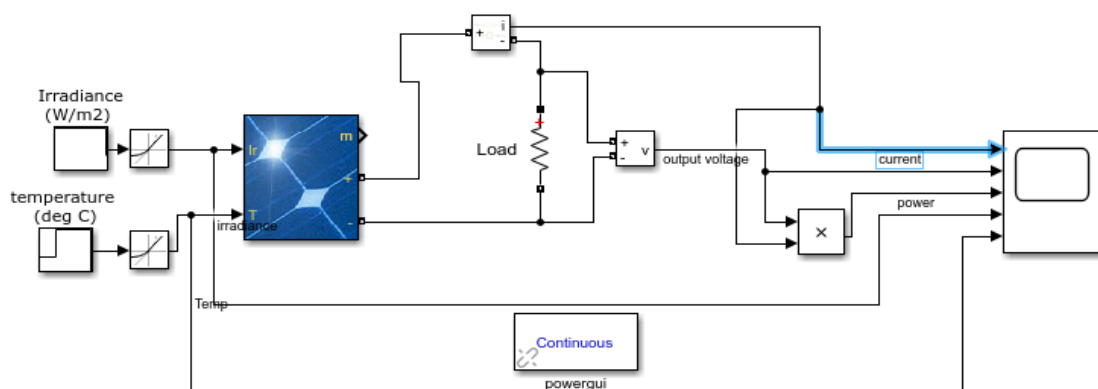 i
+
-
Irradiance
(W/m2)
m
Ir
+
Load
+
-
v
output voltage
current
temperature
(deg C)
+
T
-
irradiance
power
×
Temp
Continuous
powergui